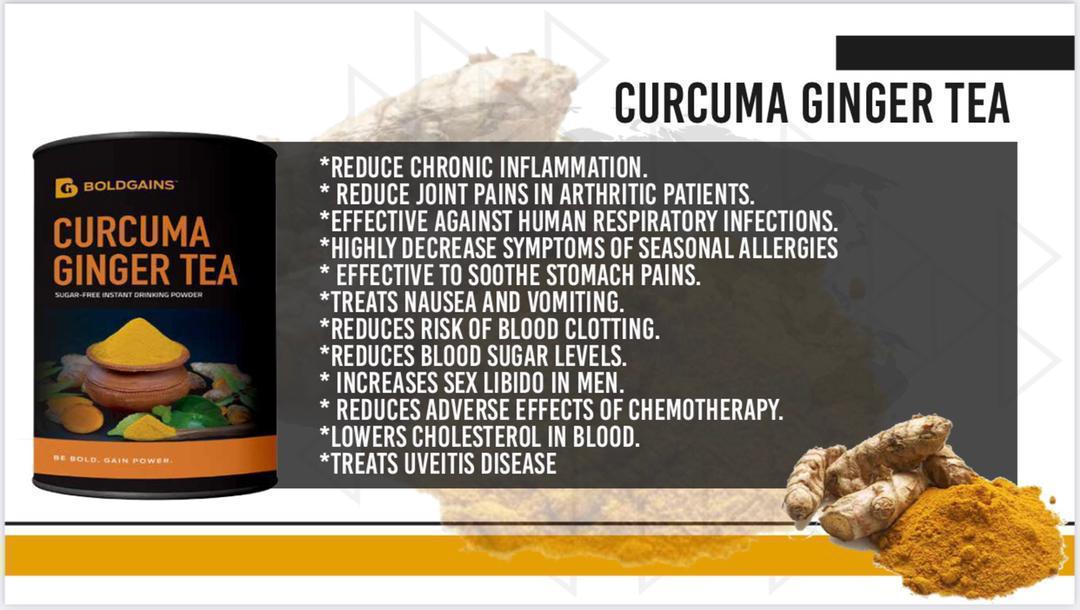 CURCUMA GINGER TEA
BOLDGAINS™
CURCUMA
GINGER TEA
SUGAR-FREE INSTANT DRINKING POWDER
BE BOLD. GAIN POWER.
*REDUCE CHRONIC INFLAMMATION.
* REDUCE JOINT PAINS IN ARTHRITIC PATIENTS.
*EFFECTIVE AGAINST HUMAN RESPIRATORY INFECTIONS.
*HIGHLY DECREASE SYMPTOMS OF SEASONAL ALLERGIES
* EFFECTIVE TO SOOTHE STOMACH PAINS.
*TREATS NAUSEA AND VOMITING.
*REDUCES RISK OF BLOOD CLOTTING.
*REDUCES BLOOD SUGAR LEVELS.
* INCREASES SEX LIBIDO IN MEN.
* REDUCES ADVERSE EFFECTS OF CHEMOTHERAPY.
*LOWERS CHOLESTEROL IN BLOOD.
*TREATS UVEITIS DISEASE